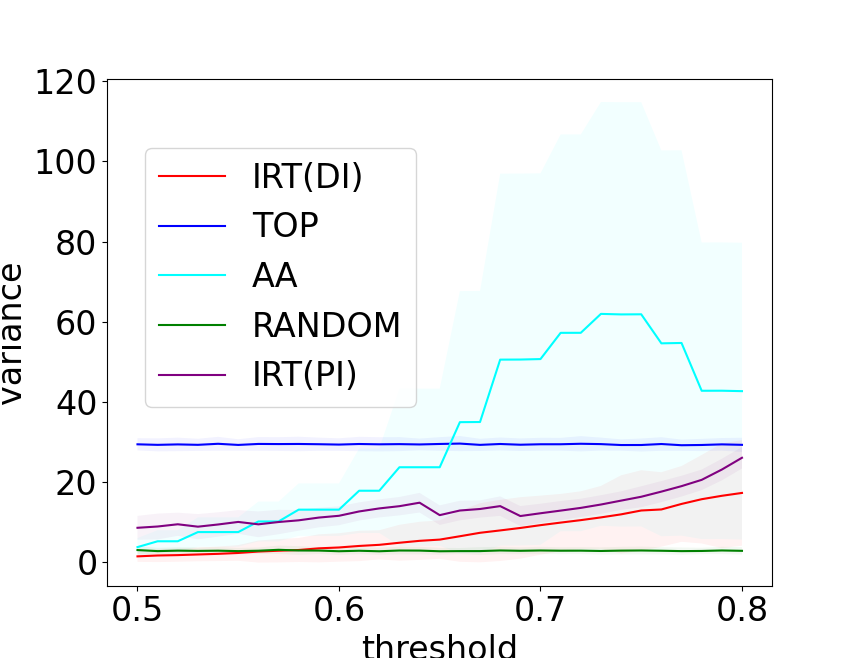 120
100
80
60
40
20
0
variance
IRT(DI)
TOP
AA
RANDOM
IRT(PI)
0.5 0.6 0.7 0.8
threshold